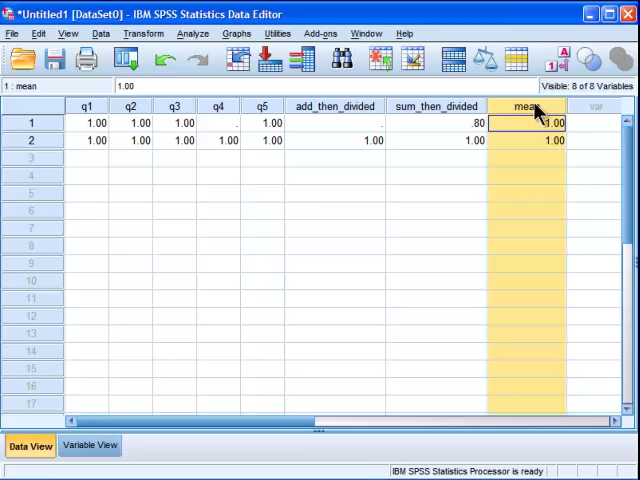 *Untitled1 [DataSet0] - IBM SPSS Statistics Data Editor
File Edit View Data Transform Analyze Graphs Utilities Add-ons Window Help
1 : mean 1.00 Visible: 8 of 8 Variables
q1 q2 q3 q4 q5 add_then_divided sum_then_divided mean var
1 1.00 1.00 1.00 . 1.00 . .80 1.00
2 1.00 1.00 1.00 1.00 1.00 1.00 1.00 1.00
3
4
5
6
7
8
9
10
11
12
13
14
15
16
17
Data View Variable View
IBM SPSS Statistics Processor is ready